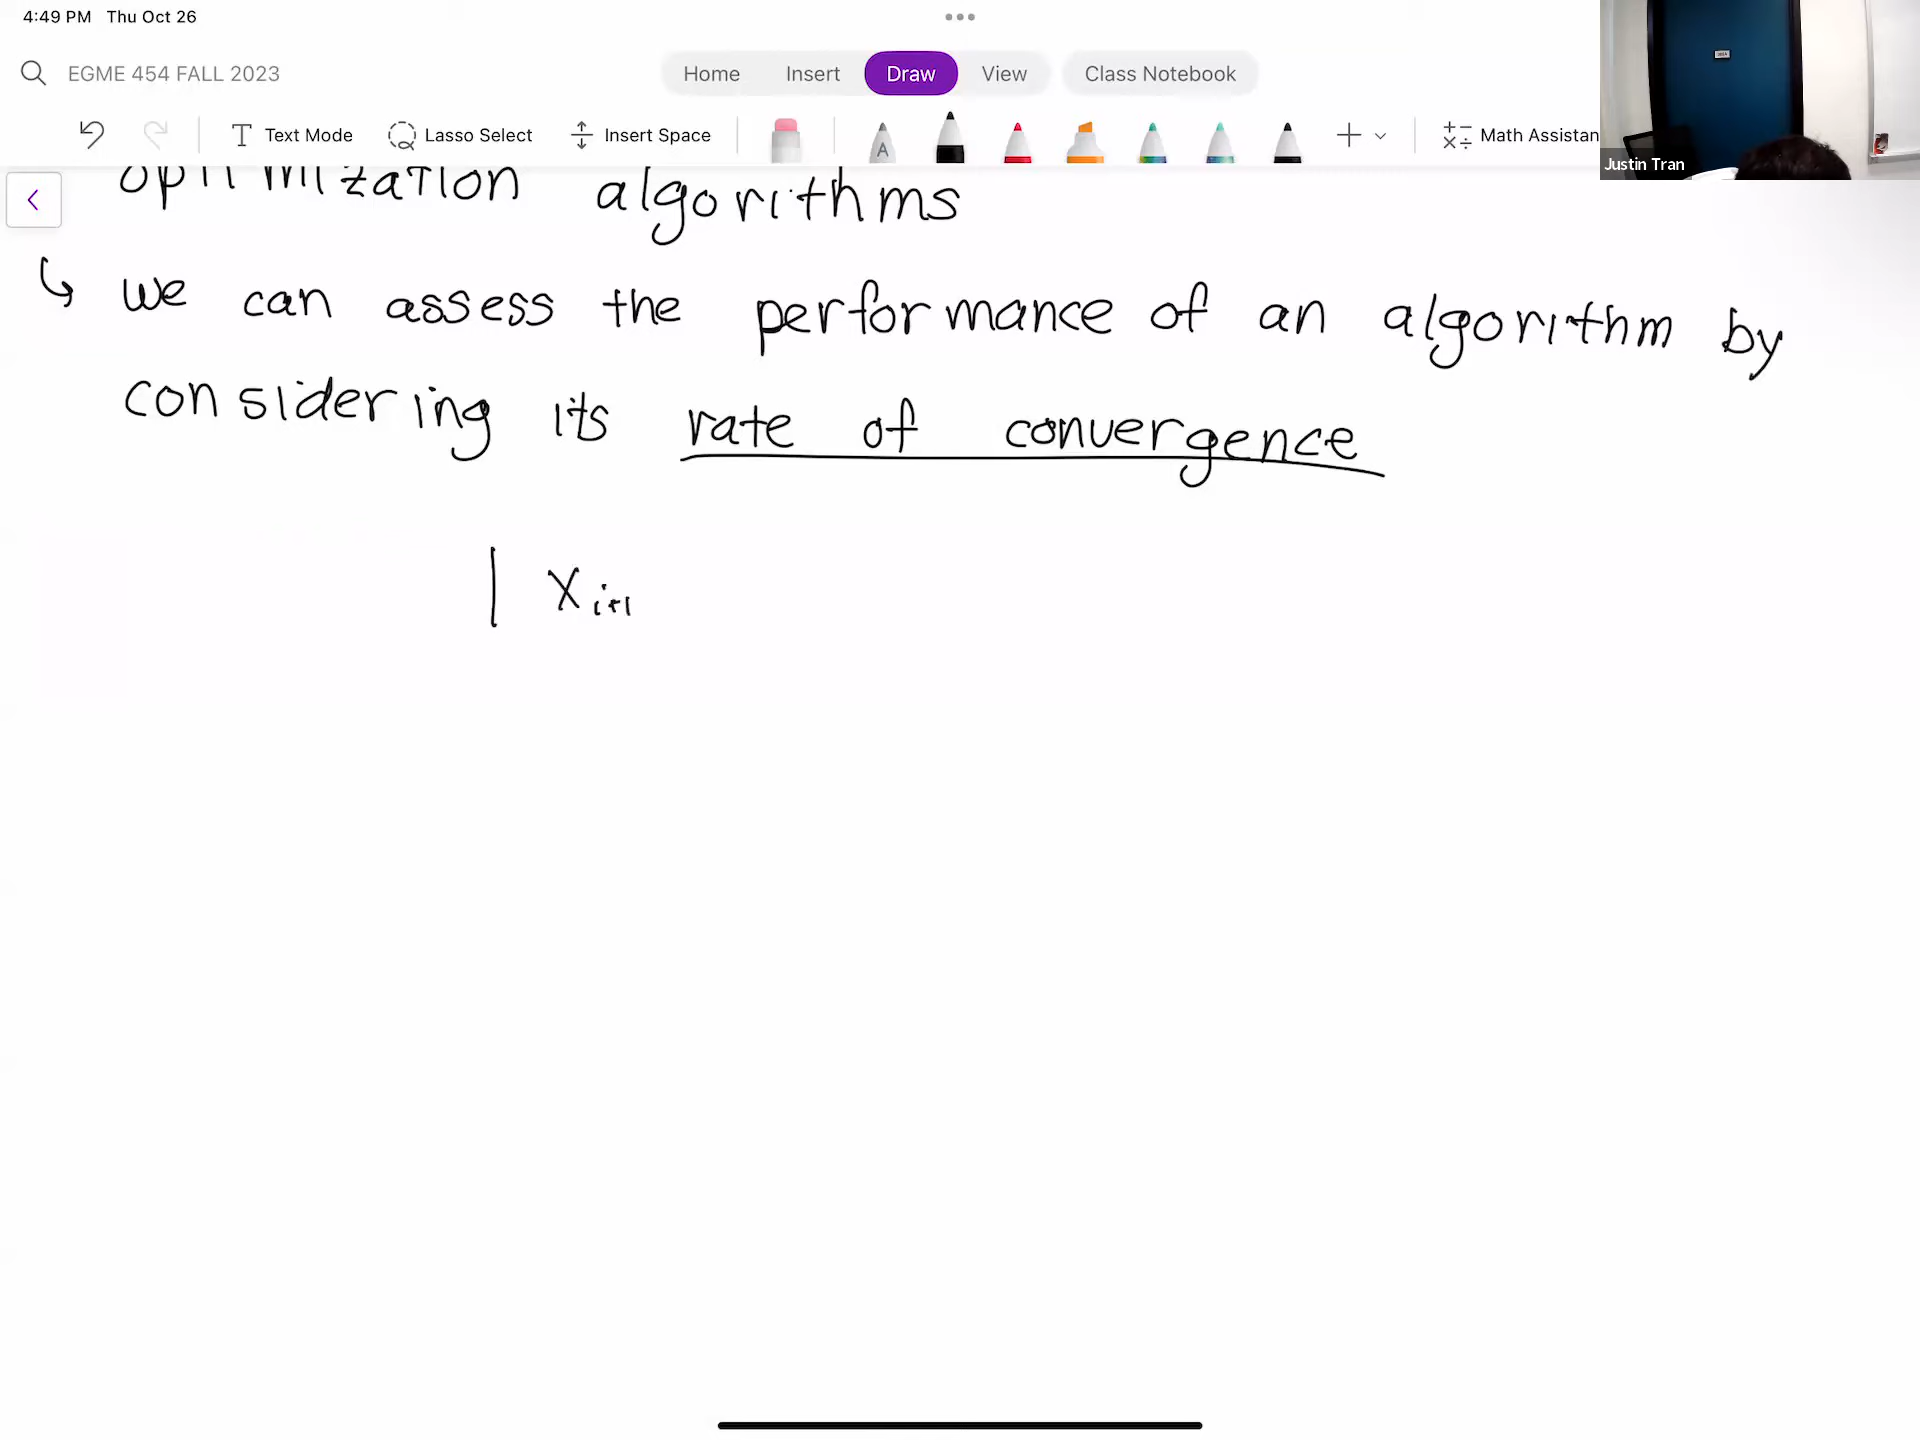 4:49 PM Thu Oct 26
EGME 454 FALL 2023
Home Insert Draw View Class Notebook
Text Mode Lasso Select Insert Space A Math Assistan
Justin Tran
optimization algorithms
↳ we can assess the performance of an algorithm by
considering its rate of convergence
| x_{i+1}